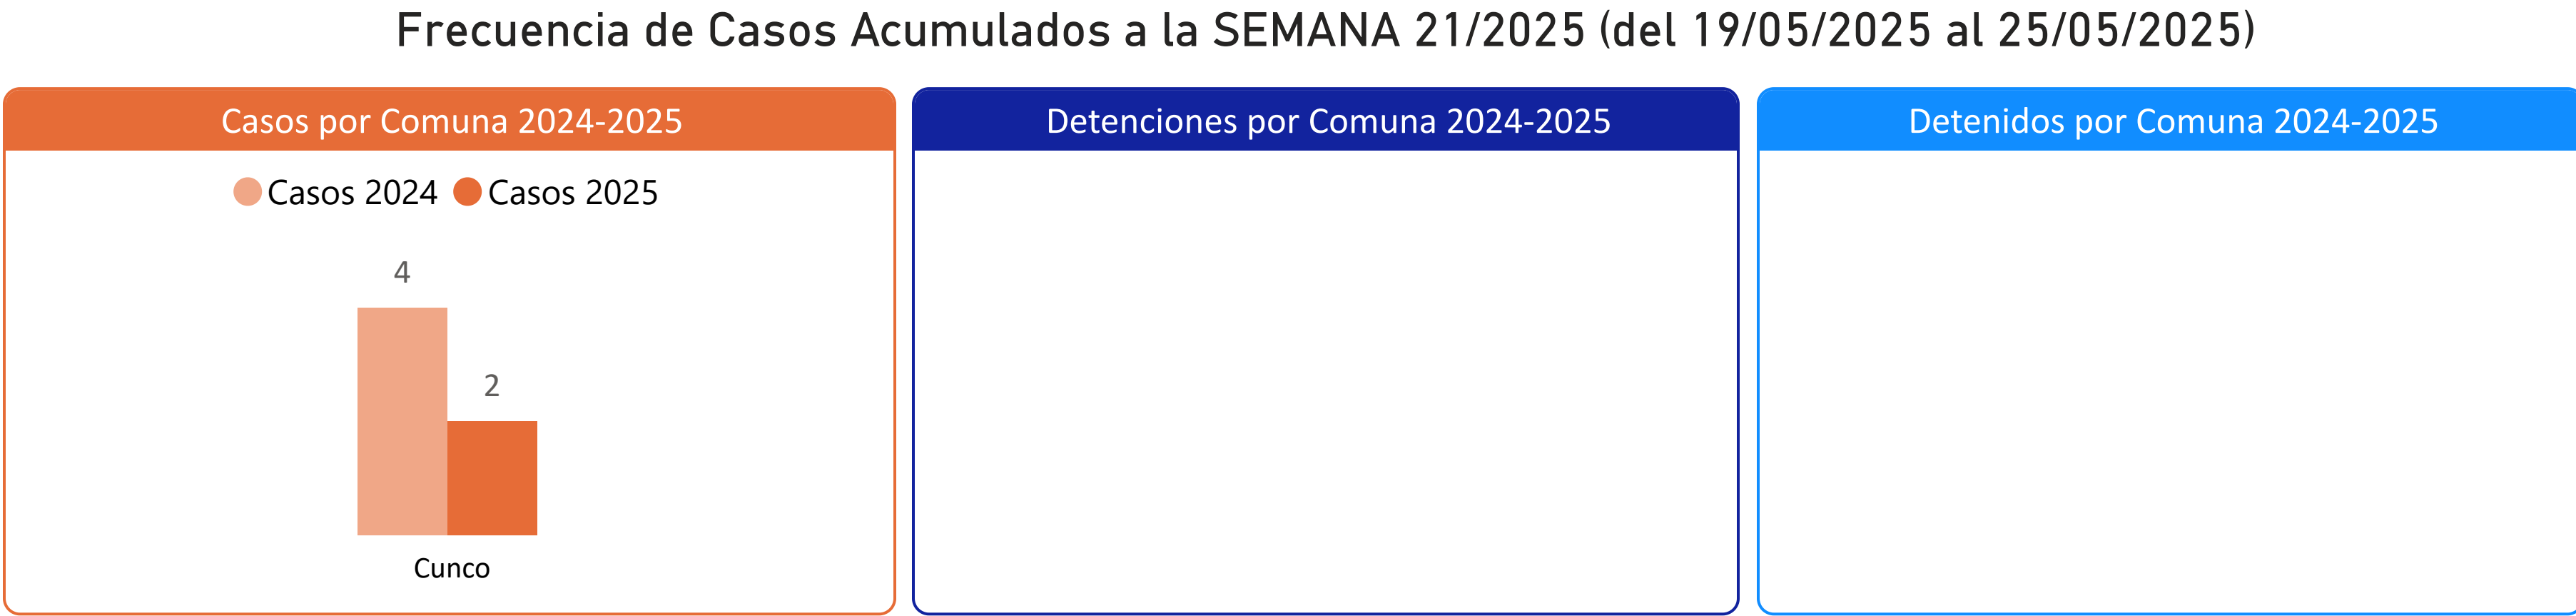 Frecuencia de Casos Acumulados a la SEMANA 21/2025 (del 19/05/2025 al 25/05/2025)
Casos por Comuna 2024-2025
Casos 2024 Casos 2025
4
2
Cunco
Detenciones por Comuna 2024-2025
Detenidos por Comuna 2024-2025